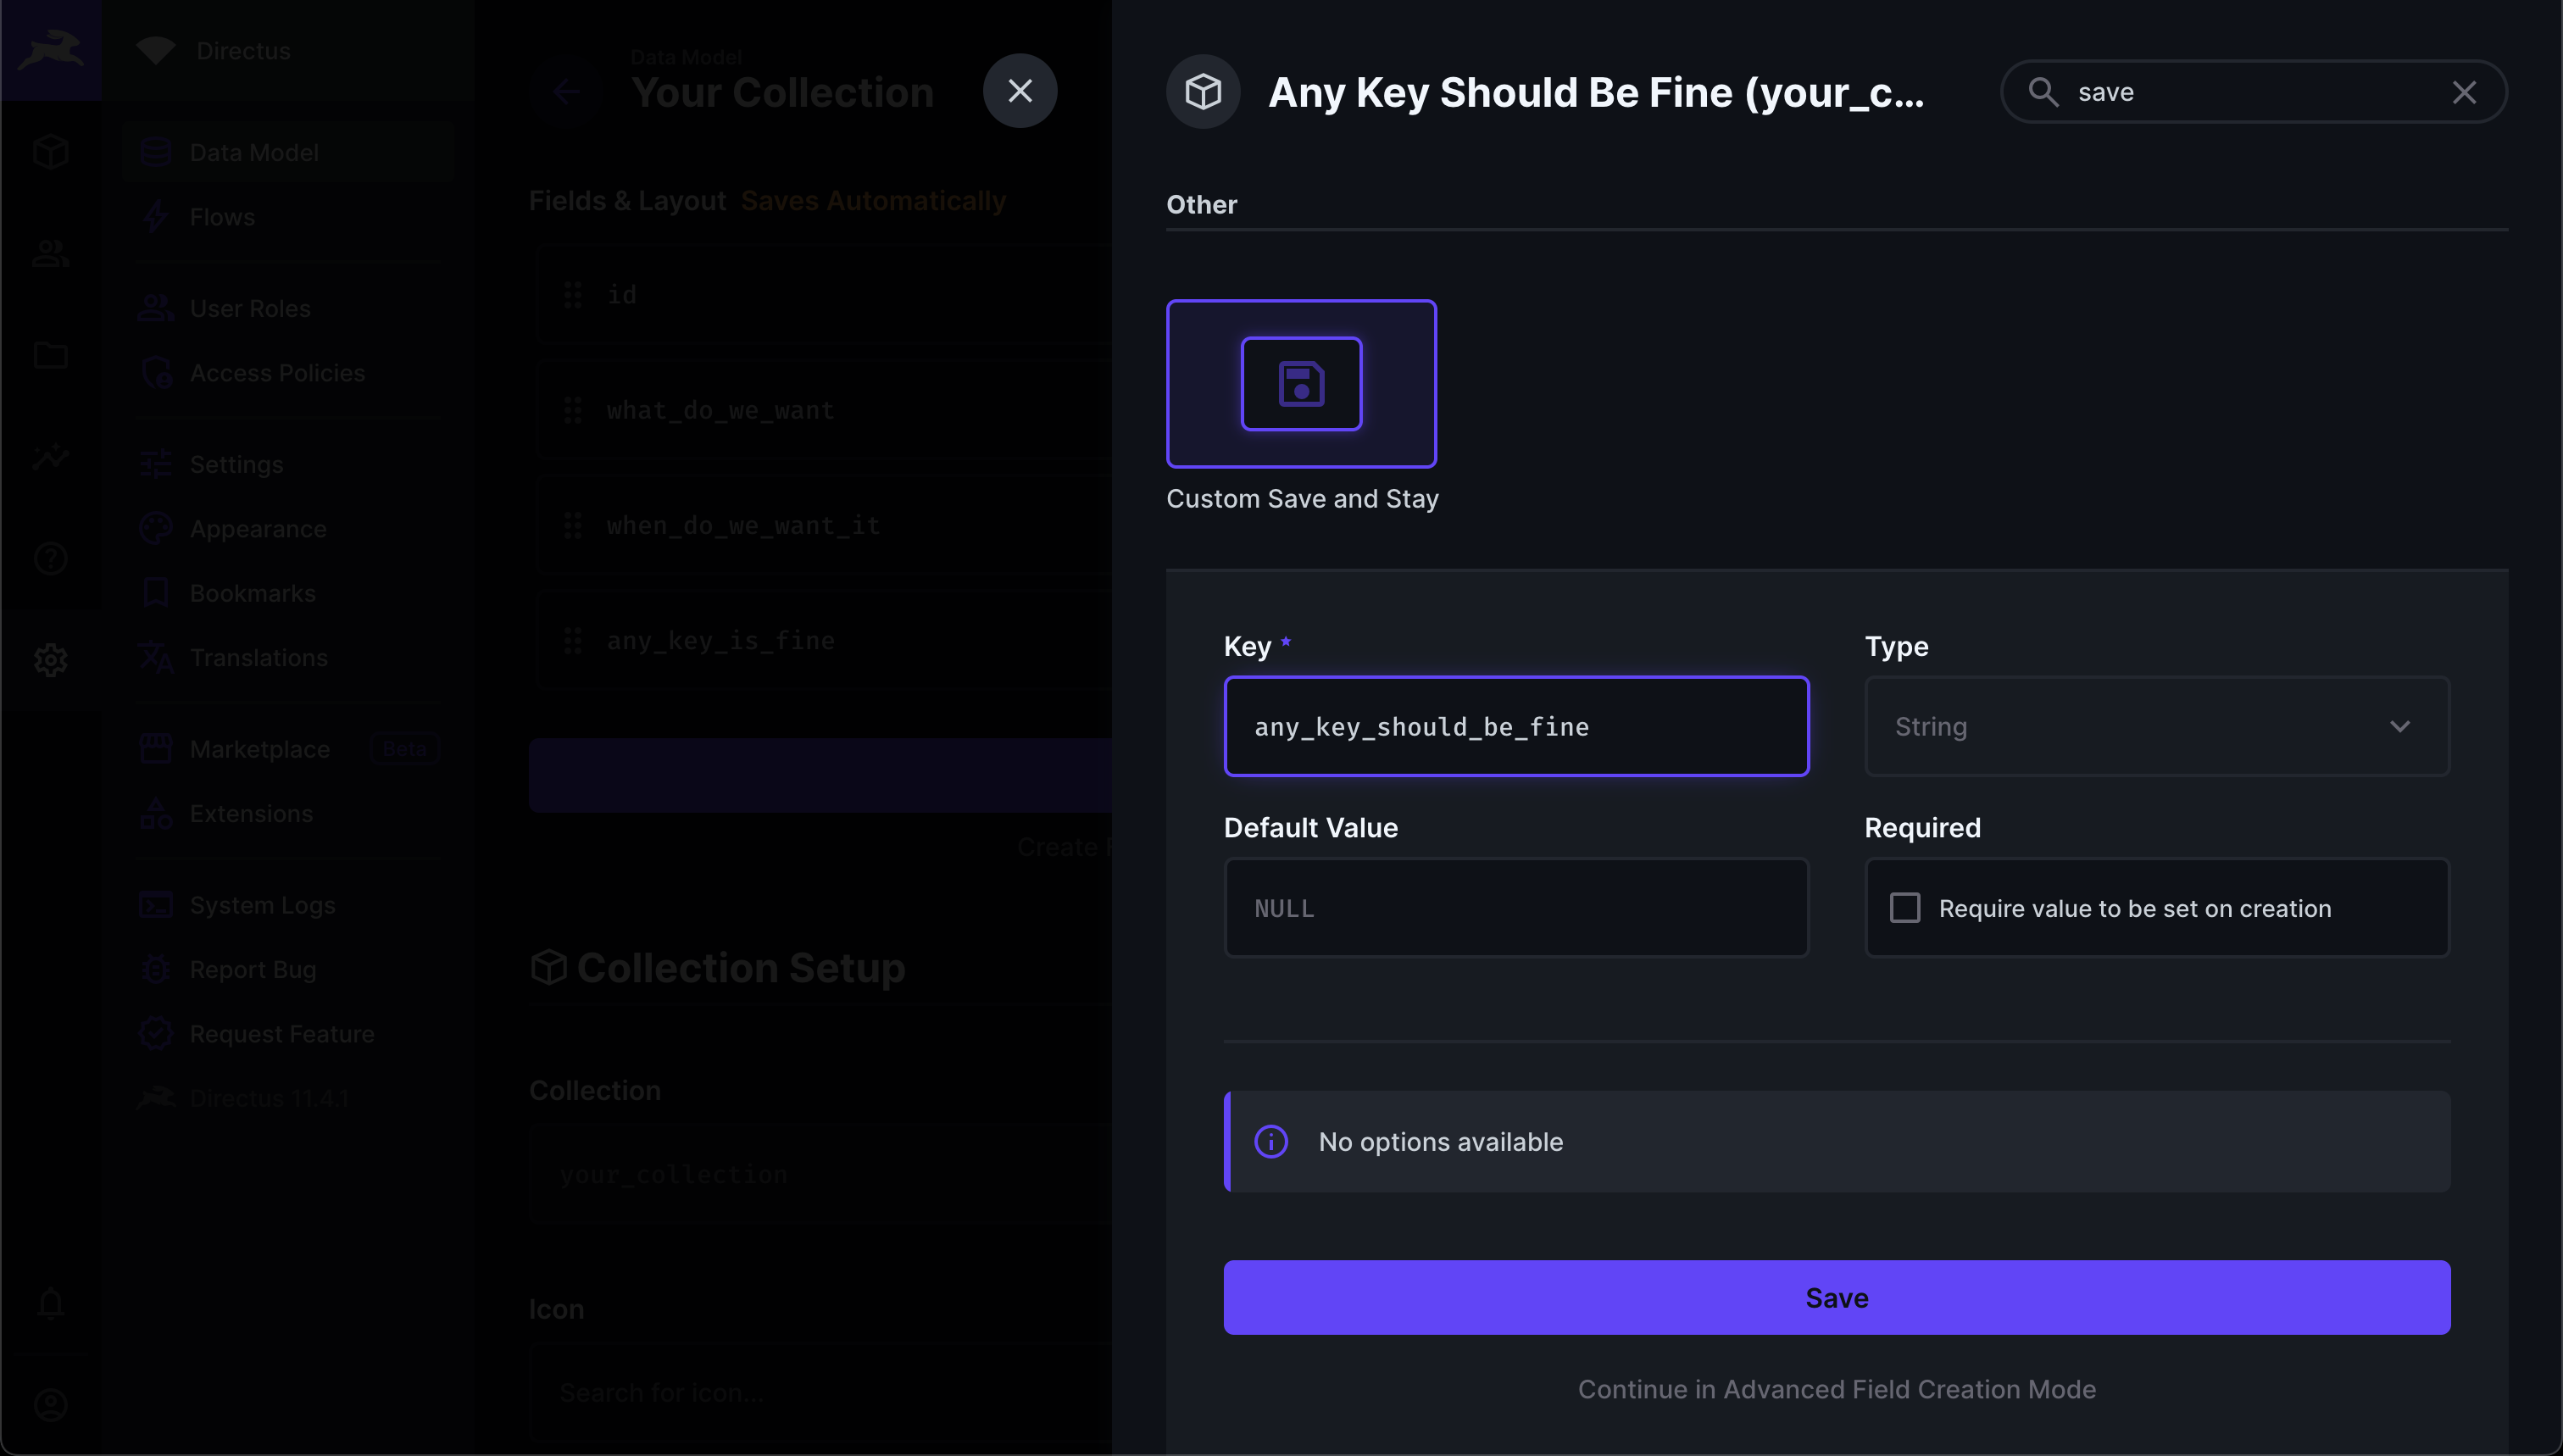 Directus
Data Model
Flows
User Roles
Access Policies
Settings
Appearance
Bookmarks
Translations
Marketplace Beta
Extensions
System Logs
Report Bug
Request Feature
Directus 11.4.1
Data Model
Your Collection
Fields & Layout Saves Automatically
id
what_do_we_want
when_do_we_want_it
any_key_is_fine
Create
Collection Setup
Collection
your_collection
Icon
Search for icon...
Any Key Should Be Fine (your_c...
save
Other
Custom Save and Stay
Key *
any_key_should_be_fine
Type
String
Default Value
NULL
Required
Require value to be set on creation
No options available
Save
Continue in Advanced Field Creation Mode